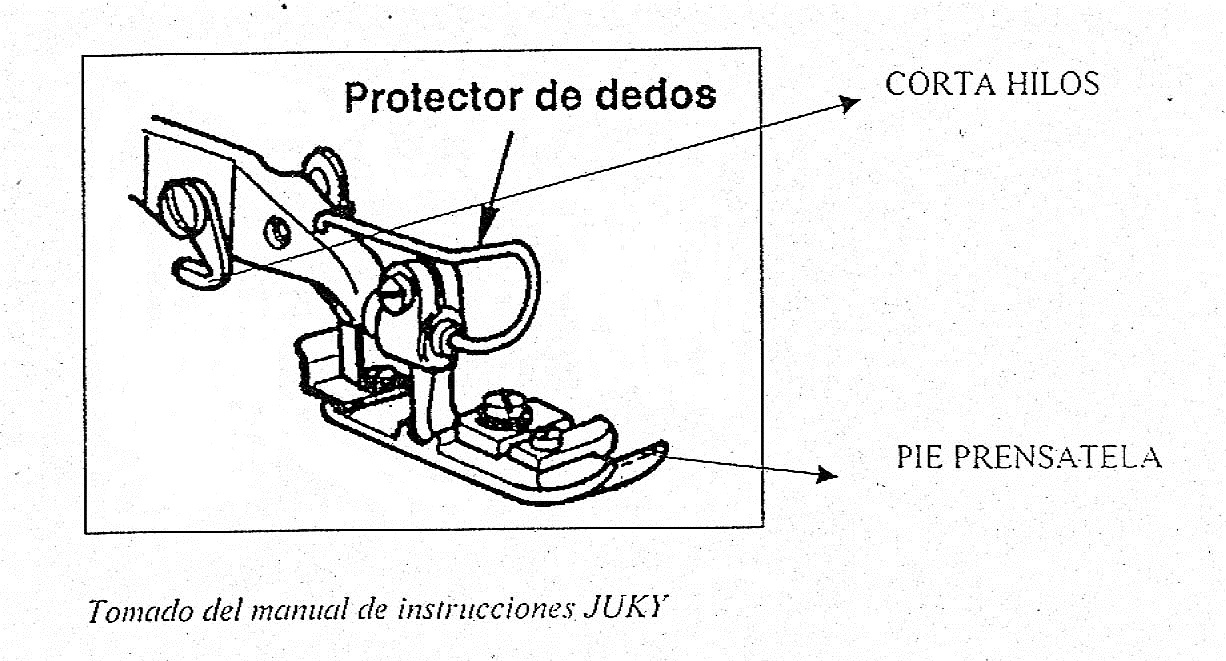 Protector de dedos
CORTA HILOS
PIE PRENSATELA
Tomado del manual de instrucciones JUKY